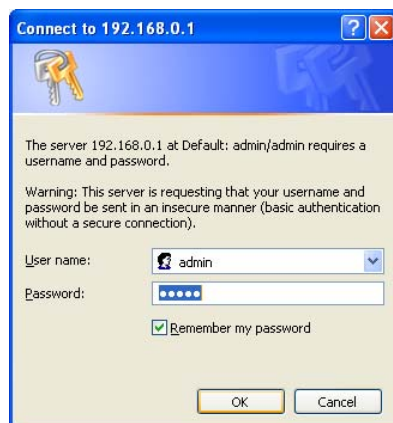 Connect to 192.168.0.1
The server 192.168.0.1 at Default: admin/admin requires a
username and password.
Warning: This server is requesting that your username and
password be sent in an insecure manner (basic authentication
without a secure connection).
User name:
admin
Password:
•••••
Remember my password
OK
Cancel